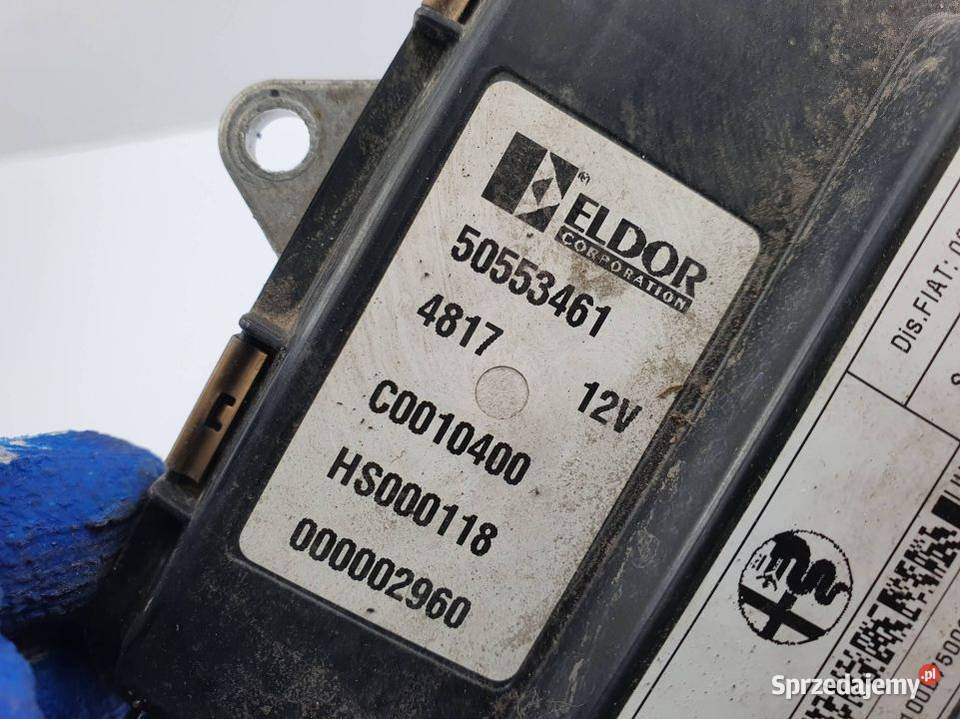 ELDOR
CORPORATION
50553461
4817
12V
C0010400
HS000118
000002960
Dis.FIAT:
Sprzedajemy.pl